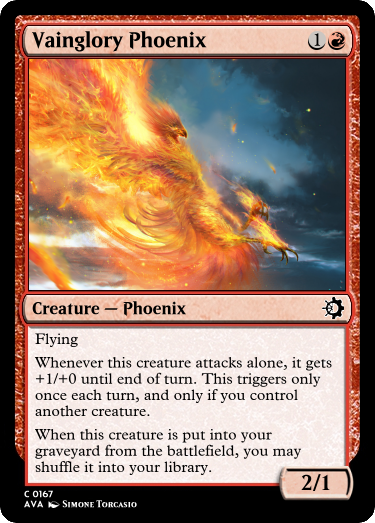 Vainglory Phoenix 1
Creature — Phoenix
Flying
Whenever this creature attacks alone, it gets
+1/+0 until end of turn. This triggers only
once each turn, and only if you control
another creature.
When this creature is put into your
graveyard from the battlefield, you may
shuffle it into your library.
2/1
C 0167
AVA Simone Torcasio